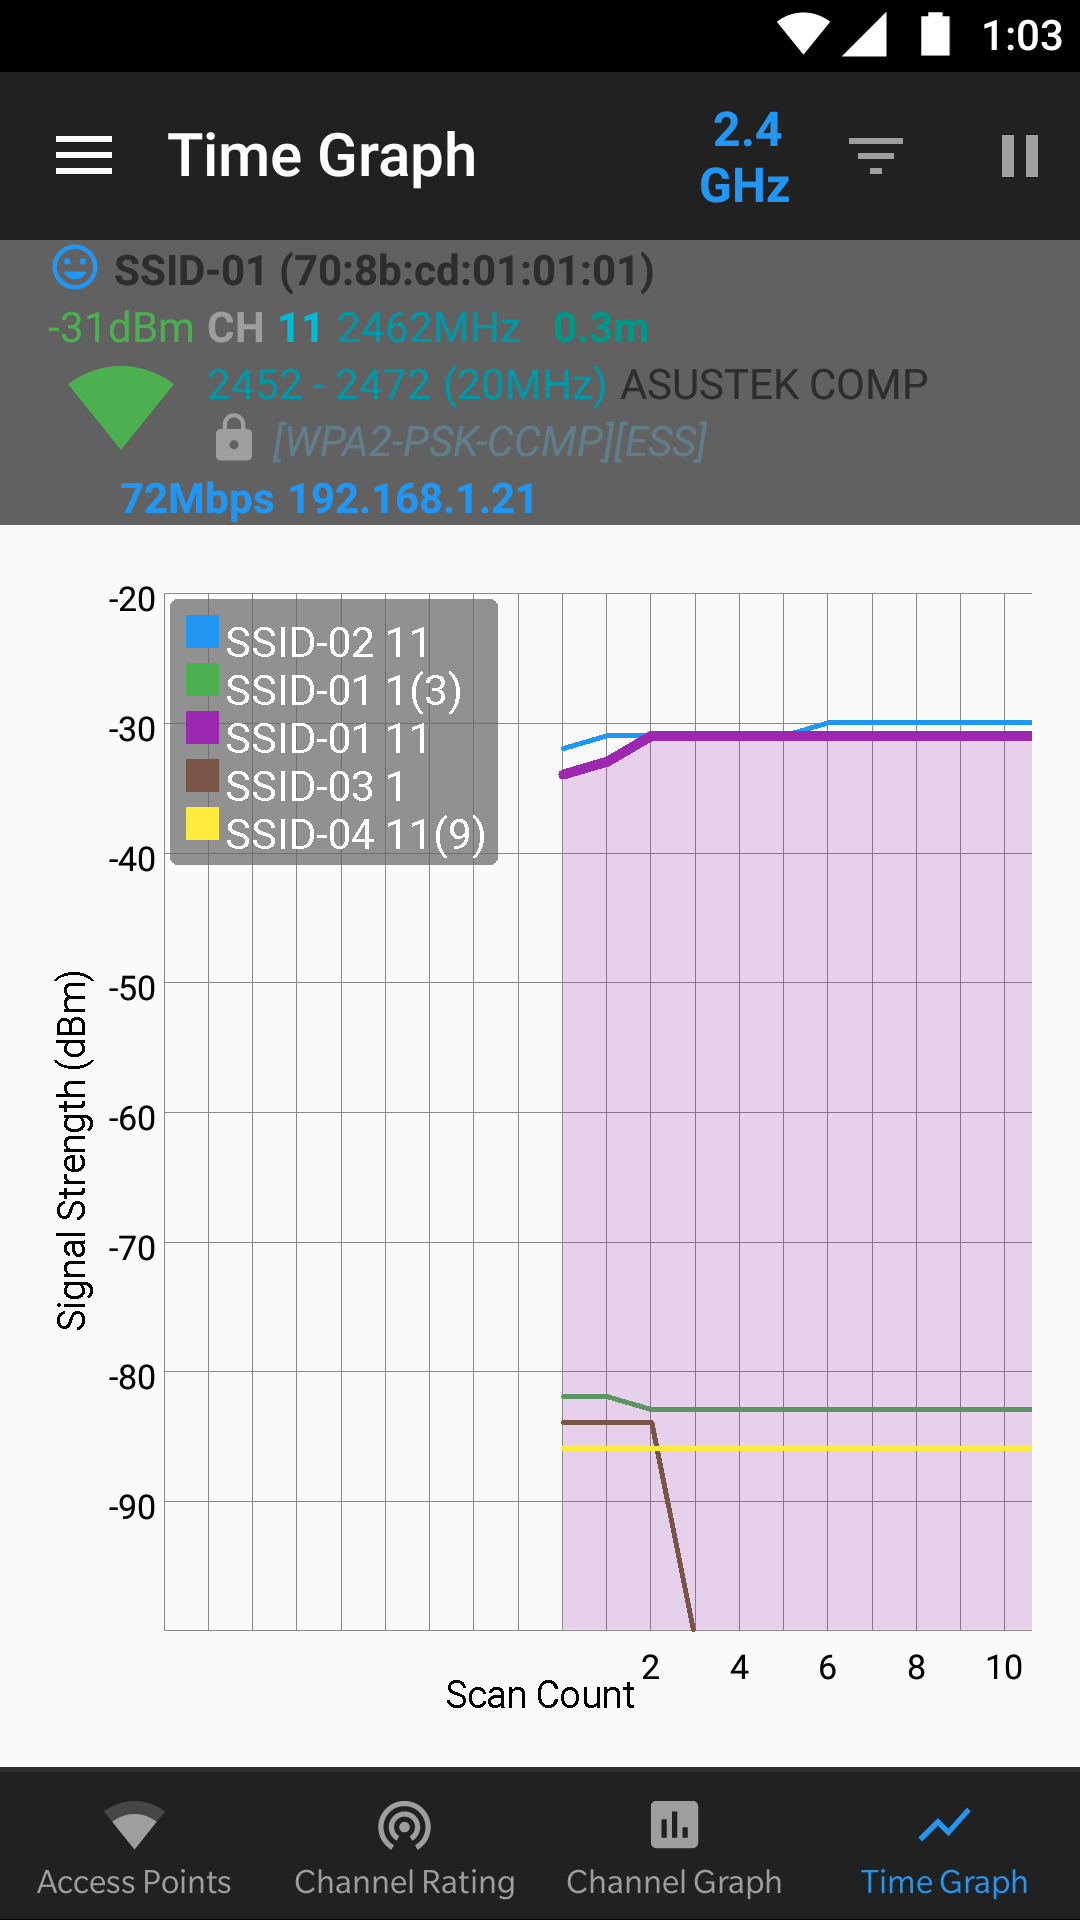 1:03
Time Graph
2.4
GHz
SSID-01 (70:8b:cd:01:01:01)
-31dBm CH 11 2462MHz 0.3m
2452 - 2472 (20MHz) ASUSTEK COMP
[WPA2-PSK-CCMP][ESS]
72Mbps 192.168.1.21
-20
SSID-02 11
SSID-01 1(3)
SSID-01 11
SSID-03 1
SSID-04 11(9)
-30
-40
-50
-60
-70
-80
-90
Signal Strength (dBm)
2 4 6 8 10
Scan Count
Access Points
Channel Rating
Channel Graph
Time Graph